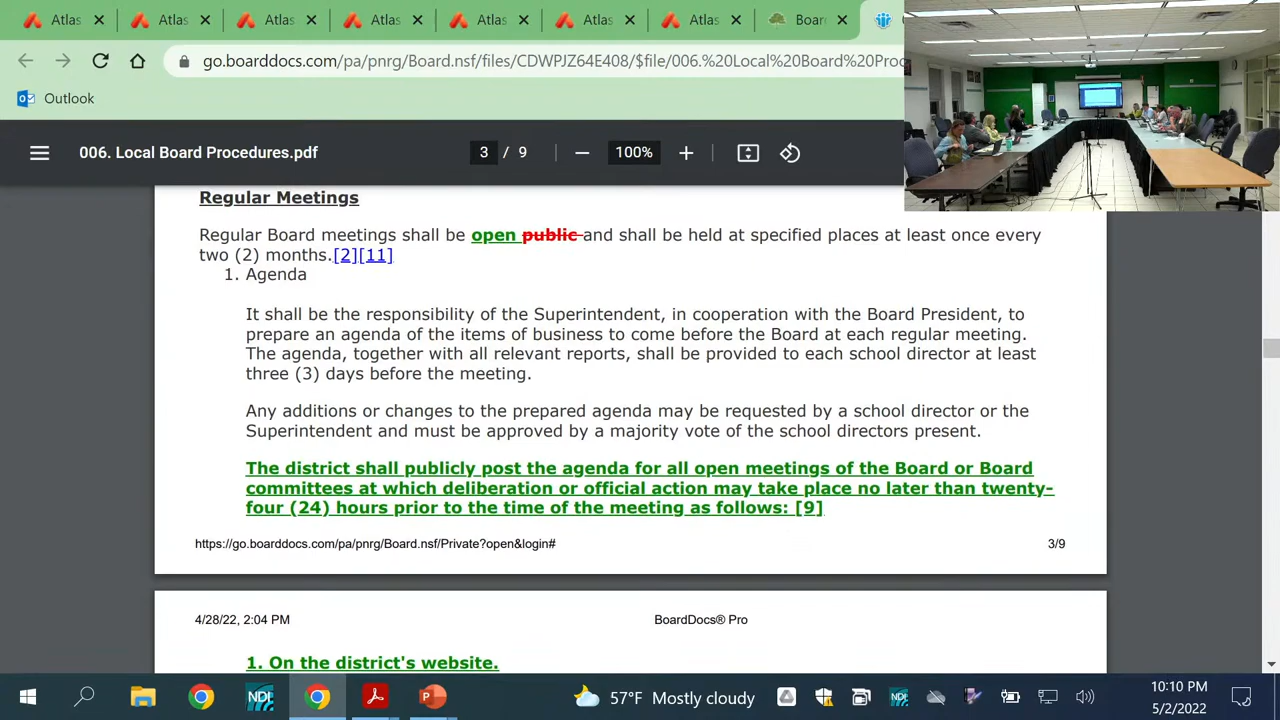 Atlas
Atlas
Atlas
Atlas
Atlas
Atlas
Atlas
Boar
go.boarddocs.com/pa/pnrg/Board.nsf/files/CDWPJZ64E408/$file/006.%20Local%20Board%20Proc
Outlook
006. Local Board Procedures.pdf
3 / 9
100%
Regular Meetings
Regular Board meetings shall be open public and shall be held at specified places at least once every
two (2) months.[2][11]
1. Agenda
It shall be the responsibility of the Superintendent, in cooperation with the Board President, to
prepare an agenda of the items of business to come before the Board at each regular meeting.
The agenda, together with all relevant reports, shall be provided to each school director at least
three (3) days before the meeting.
Any additions or changes to the prepared agenda may be requested by a school director or the
Superintendent and must be approved by a majority vote of the school directors present.
The district shall publicly post the agenda for all open meetings of the Board or Board
committees at which deliberation or official action may take place no later than twenty-
four (24) hours prior to the time of the meeting as follows: [9]
https://go.boarddocs.com/pa/pnrg/Board.nsf/Private?open&login#
3/9
4/28/22, 2:04 PM
BoardDocs® Pro
1. On the district's website.
NDI
57°F Mostly cloudy
NDI
10:10 PM
5/2/2022